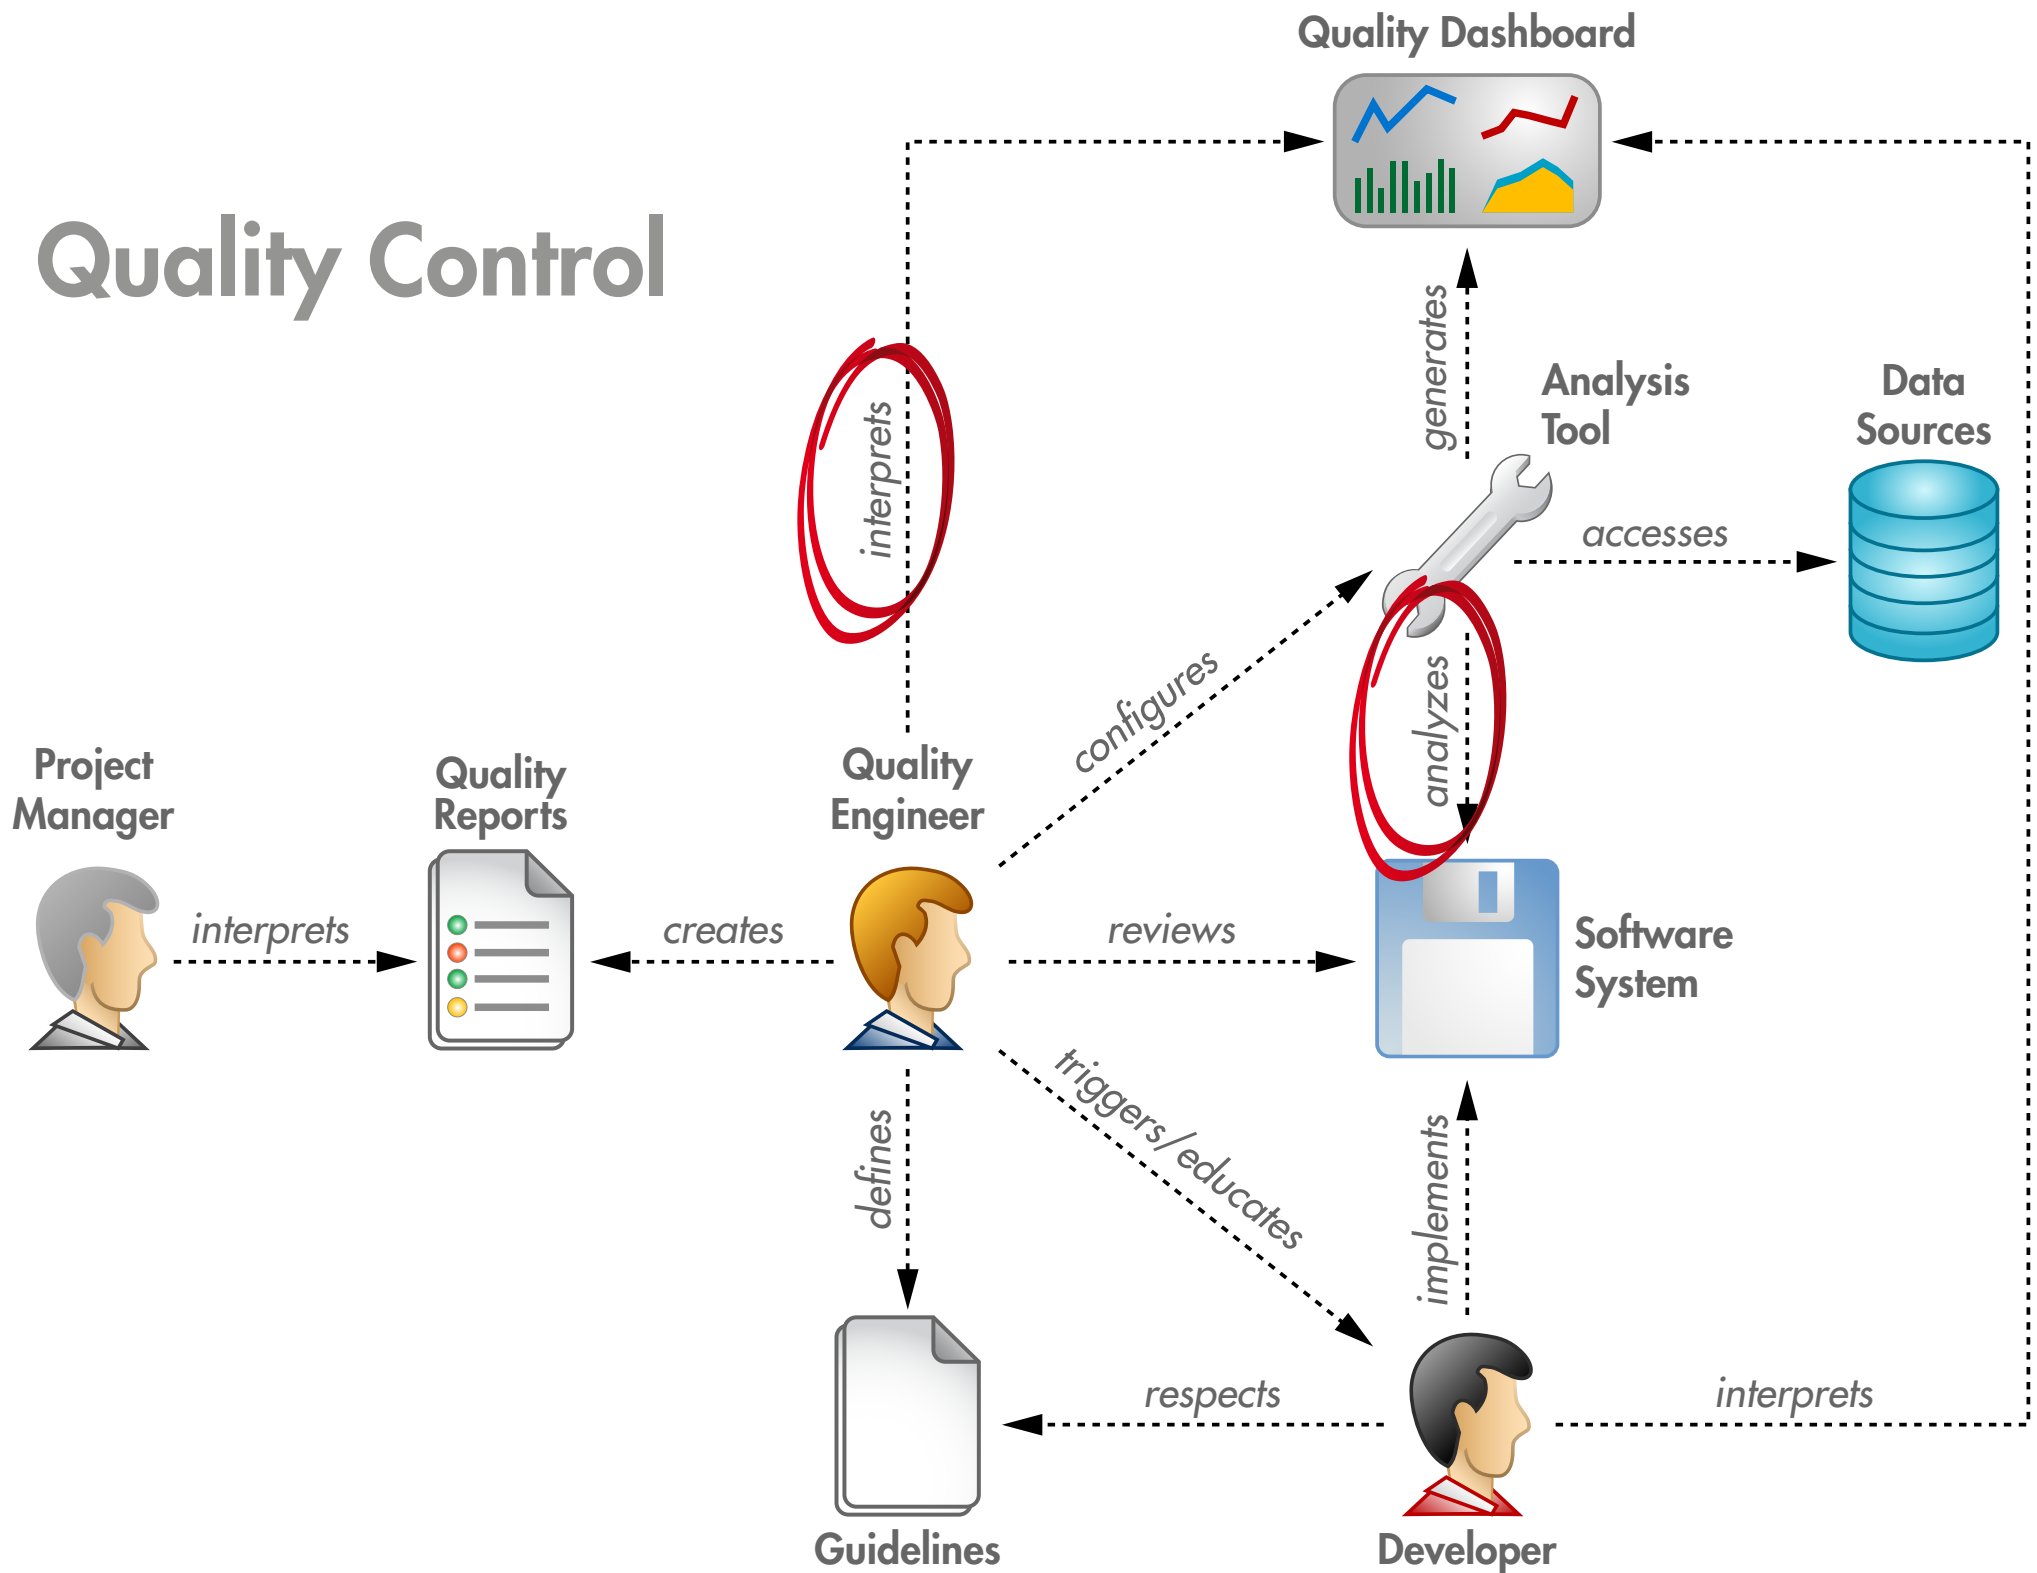 Quality Dashboard
Quality Control
generates
Analysis
Tool
Data
Sources
interprets
accesses
configures
analyzes
Project
Manager
Quality
Reports
Quality
Engineer
interprets
creates
reviews
Software
System
triggers/educates
defines
implements
respects
interprets
Guidelines
Developer